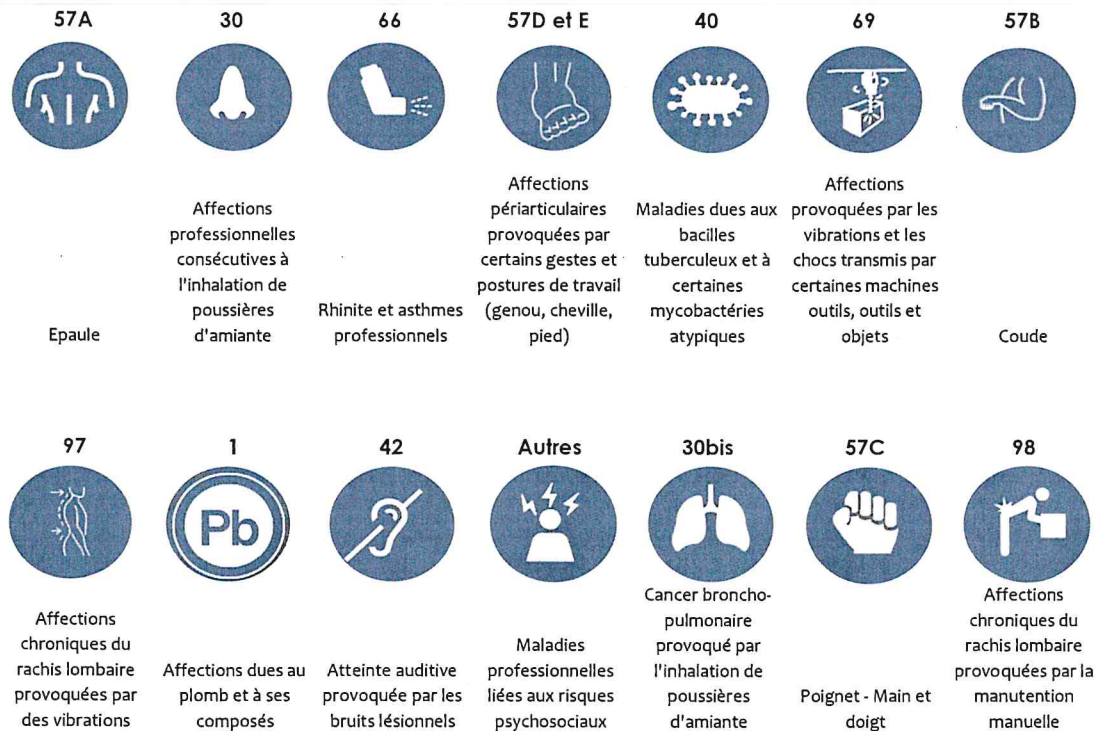 57A
30
66
57D et E
40
69
57B
Epaule
Affections
professionnelles
consécutives à
l'inhalation de
poussières
d'amiante
Rhinite et asthmes
professionnels
Affections
périarticulaires
provoquées par
certains gestes et
postures de travail
(genou, cheville,
pied)
Maladies dues aux
bacilles
tuberculeux et à
certaines
mycobactéries
atypiques
Affections
provoquées par les
vibrations et les
chocs transmis par
certaines machines
outils, outils et
objets
Coude
97
1
42
Autres
30bis
57C
98
Pb
Affections
chroniques du
rachis lombaire
provoquées par
des vibrations
Affections dues au
plomb et à ses
composés
Atteinte auditive
provoquée par les
bruits lésionnels
Maladies
professionnelles
liées aux risques
psychosociaux
Cancer broncho-
pulmonaire
provoqué par
l'inhalation de
poussières
d'amiante
Poignet - Main et
doigt
Affections
chroniques du
rachis lombaire
provoquées par la
manutention
manuelle